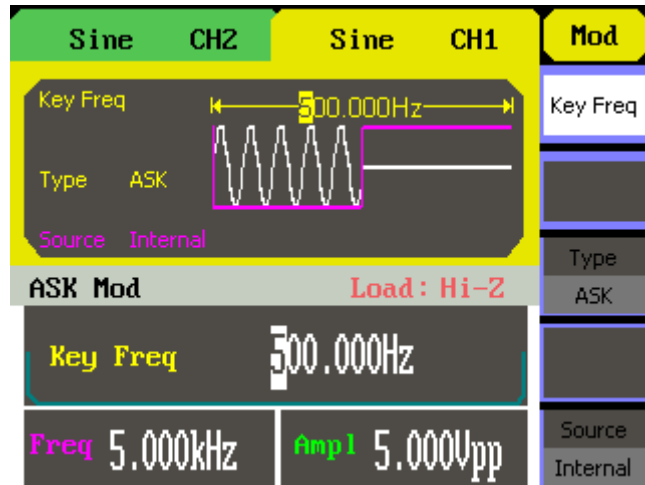 Sine CH2 Sine CH1 Mod
Key Freq 500.000Hz
Type ASK
Source Internal
ASK Mod Load: Hi-Z
Key Freq 500.000Hz
Freq 5.000kHz Ampl 5.000Vpp
Key Freq
Type
ASK
Source
Internal